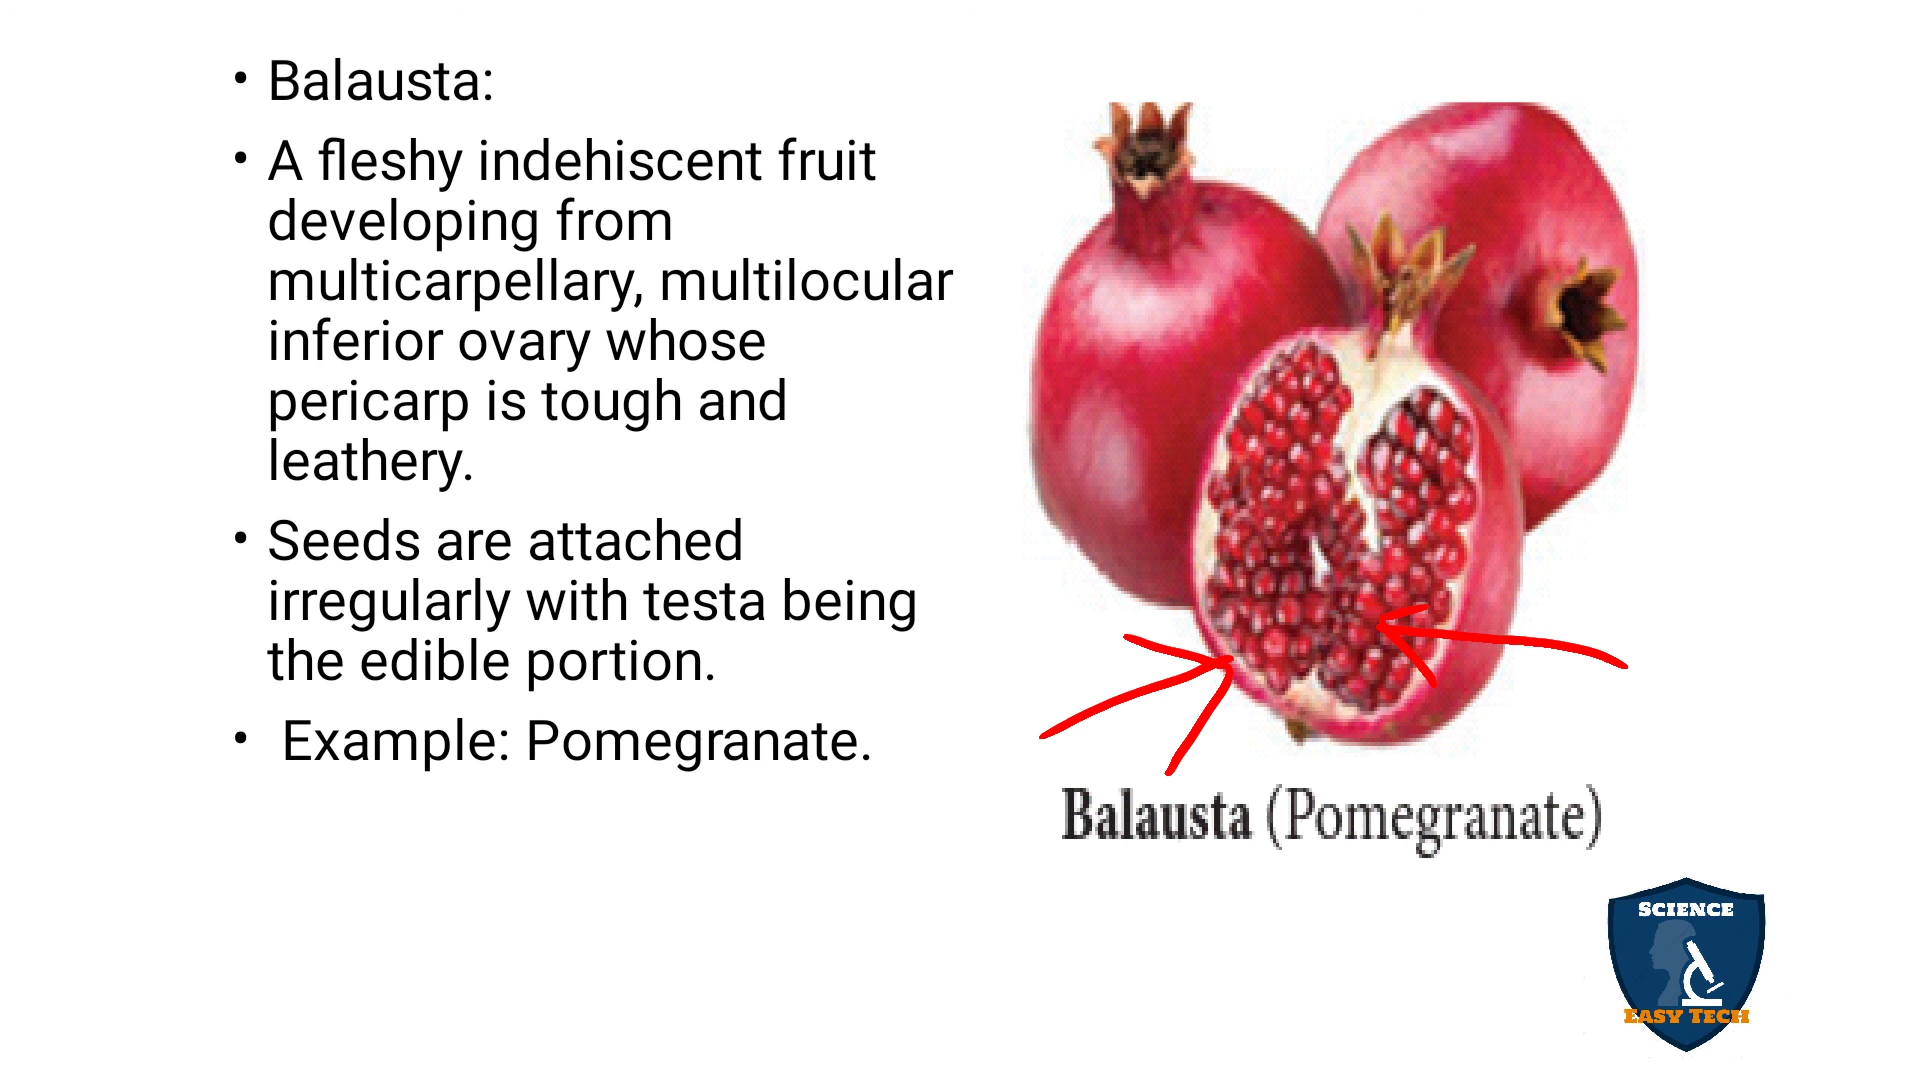 • Balausta:
• A fleshy indehiscent fruit
developing from
multicarpellary, multilocular
inferior ovary whose
pericarp is tough and
leathery.
• Seeds are attached
irregularly with testa being
the edible portion.
• Example: Pomegranate.
Balausta (Pomegranate)
SCIENCE
EASY TECH